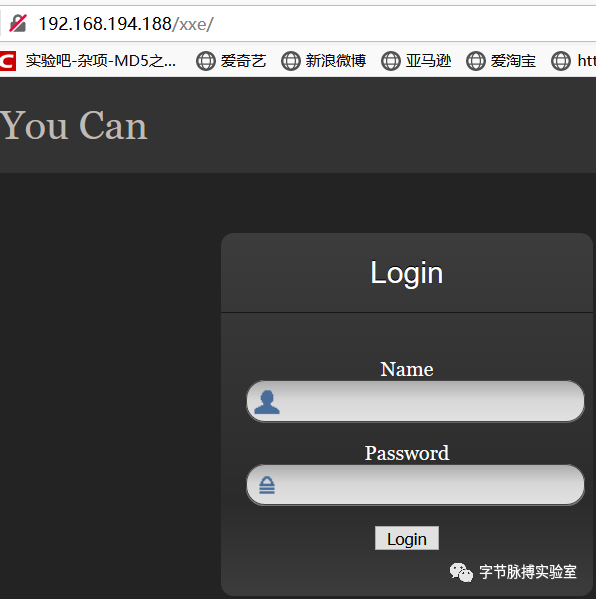 192.168.194.188/xxe/
C 实验吧-杂项-MD5之... 爱奇艺 新浪微博 亚马逊 爱淘宝 htt
You Can
Login
Name
Password
Login
字节脉搏实验室